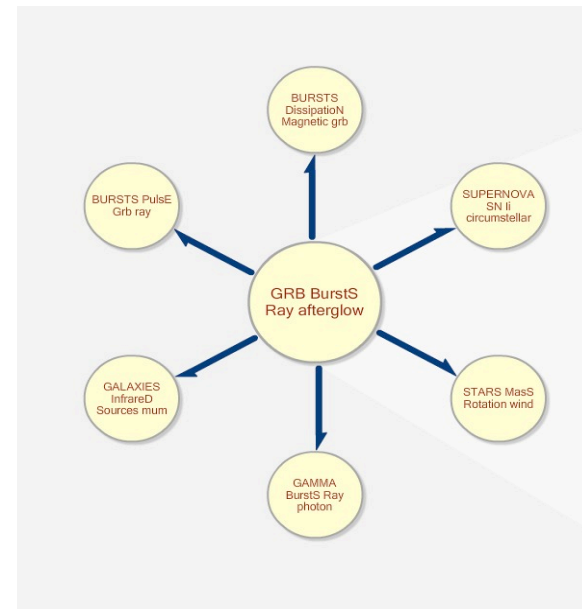 BURSTS
DissipatioN
Magnetic grb
BURSTS PulsE
Grb ray
SUPERNOVA
SN Ii
circumstellar
GRB BurstS
Ray afterglow
GALAXIES
InfrareD
Sources mum
STARS MasS
Rotation wind
GAMMA
BurstS Ray
photon